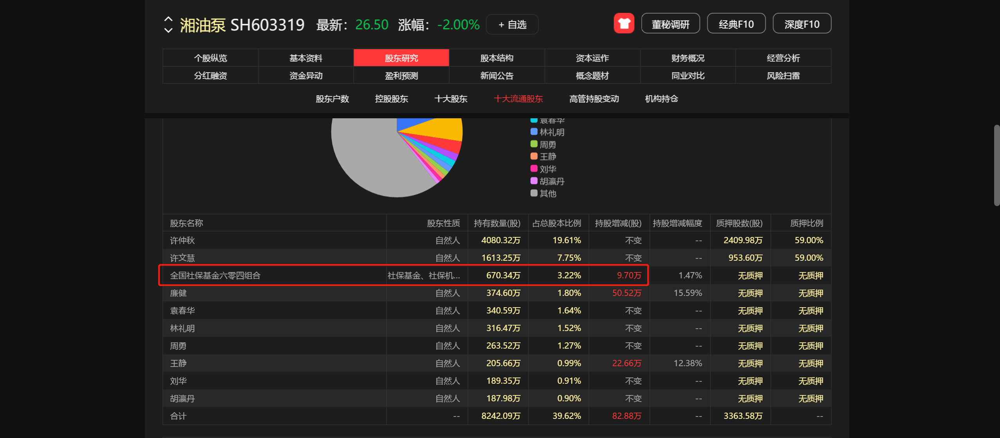 湘油泵 SH603319 最新: 26.50 涨幅: -2.00% + 自选 董秘调研 经典F10 深度F10
个股纵览 基本资料 股东研究 股本结构 资本运作 财务概况 经营分析
分红融资 资金异动 盈利预测 新闻公告 概念题材 同业对比 风险扫雷
股东户数 控股股东 十大股东 十大流通股东 高管持股变动 机构持仓
袁春华
林礼明
周勇
王静
刘华
胡瀛丹
其他
股东名称 股东性质 持有数量(股) 占总股本比例 持股增减(股) 持股增减幅度 质押股数(股) 质押比例
许仲秋 自然人 4080.32万 19.61% 不变 -- 2409.98万 59.00%
许文慧 自然人 1613.25万 7.75% 不变 -- 953.60万 59.00%
全国社保基金六零四组合 社保基金、社保机... 670.34万 3.22% 9.70万 1.47% 无质押 无质押
廉健 自然人 374.60万 1.80% 50.52万 15.59% 无质押 无质押
袁春华 自然人 340.59万 1.64% 不变 -- 无质押 无质押
林礼明 自然人 316.47万 1.52% 不变 -- 无质押 无质押
周勇 自然人 263.52万 1.27% 不变 -- 无质押 无质押
王静 自然人 205.66万 0.99% 22.66万 12.38% 无质押 无质押
刘华 自然人 189.35万 0.91% 不变 -- 无质押 无质押
胡瀛丹 自然人 187.98万 0.90% 不变 -- 无质押 无质押
合计 -- 8242.09万 39.62% 82.88万 -- 3363.58万 --